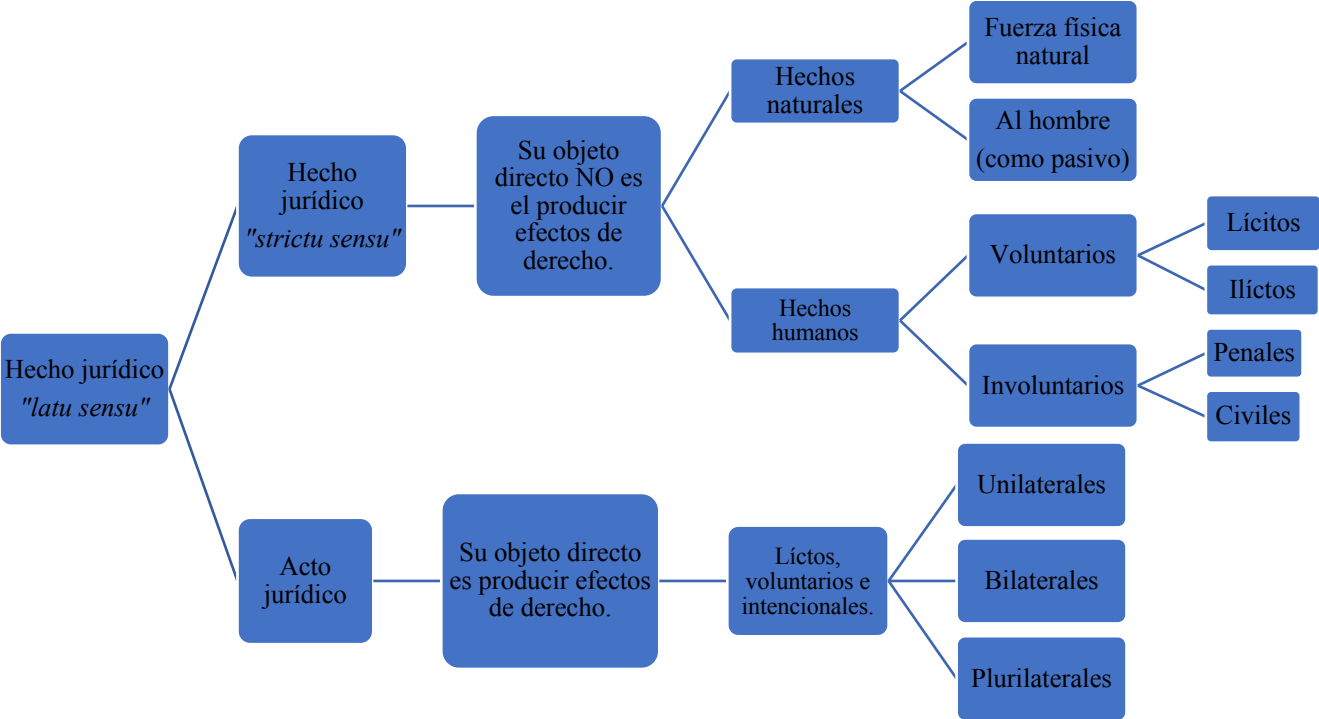 Hecho jurídico
"latu sensu"
Hecho
jurídico
"strictu sensu"
Su objeto
directo NO es
el producir
efectos de
derecho.
Hechos
naturales
Fuerza física
natural
Al hombre
(como pasivo)
Hechos
humanos
Voluntarios
Lícitos
Ilíctos
Involuntarios
Penales
Civiles
Acto
jurídico
Su objeto directo
es producir efectos
de derecho.
Líctos,
voluntarios e
intencionales.
Unilaterales
Bilaterales
Plurilaterales